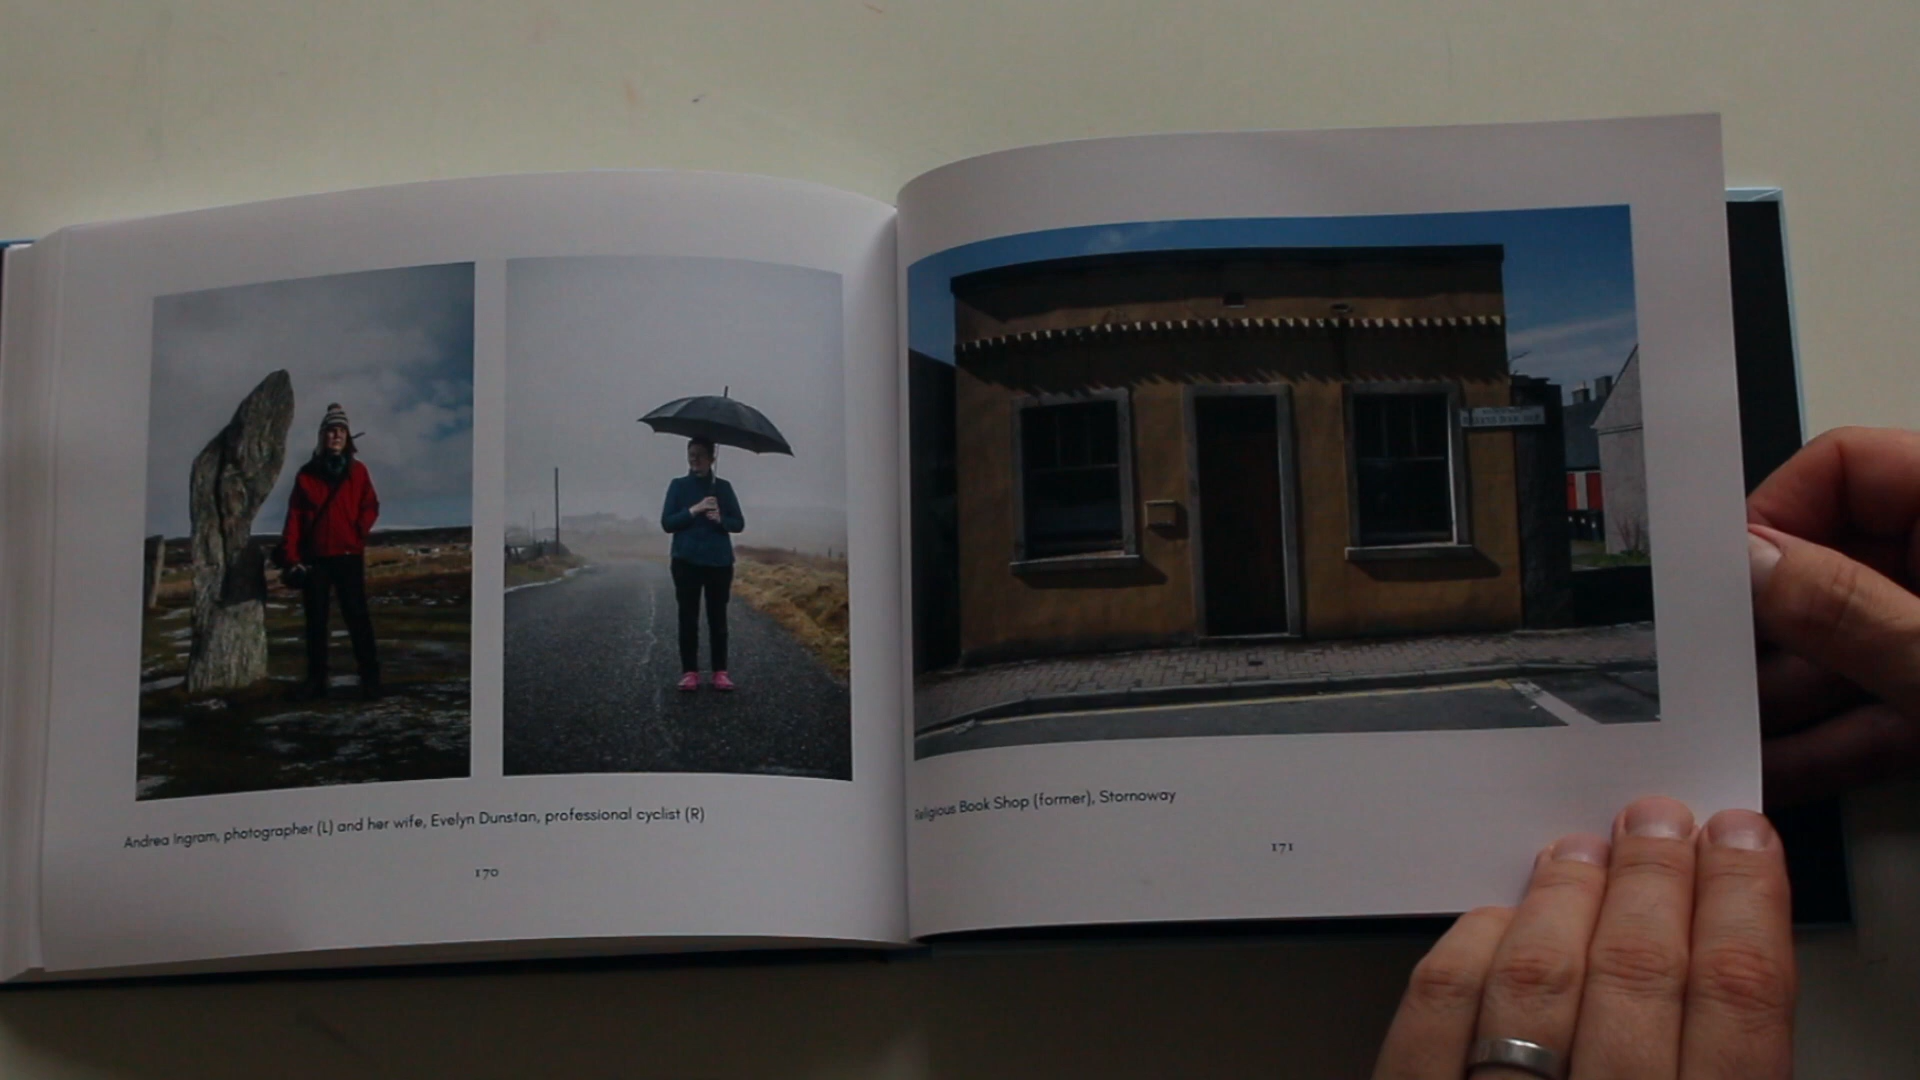 Andrea Ingram, photographer (L) and her wife, Evelyn Dunstan, professional cyclist (R)
170
Religious Book Shop (former), Stornoway
171